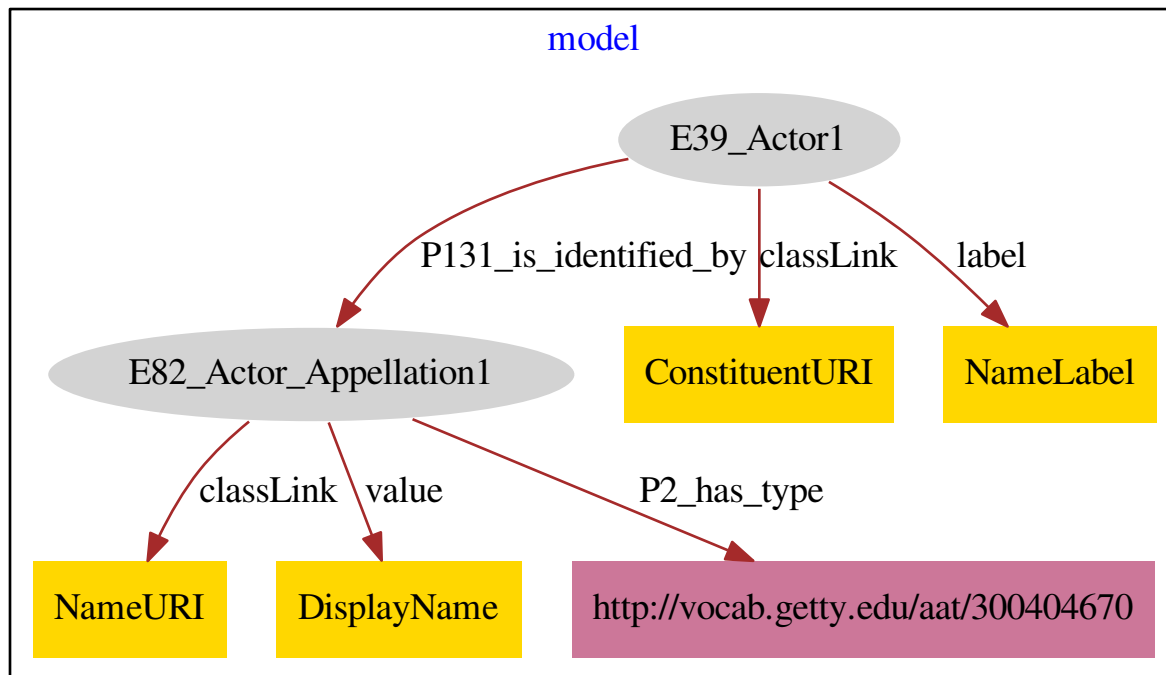 model
E39_Actor1
P131_is_identified_by
classLink
label
E82_Actor_Appellation1
ConstituentURI
NameLabel
classLink
value
P2_has_type
NameURI
DisplayName
http://vocab.getty.edu/aat/300404670